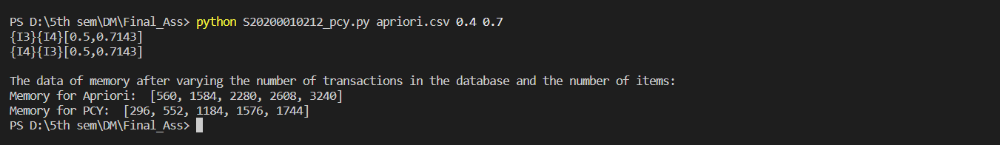 PS D:\5th sem\DM\Final_Ass> python S20200010212_pcy.py apriori.csv 0.4 0.7
{I3}{I4}[0.5,0.7143]
{I4}{I3}[0.5,0.7143]
The data of memory after varying the number of transactions in the database and the number of items:
Memory for Apriori:  [560, 1584, 2280, 2608, 3240]
Memory for PCY:  [296, 552, 1184, 1576, 1744]
PS D:\5th sem\DM\Final_Ass>